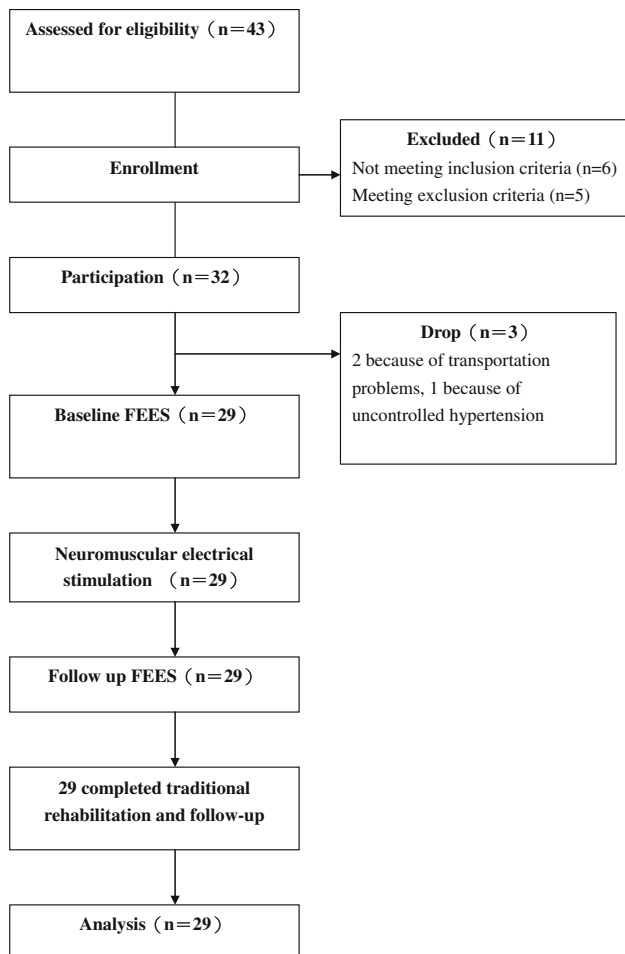 Assessed for eligibility（n＝43）
Enrollment
Excluded（n＝11）
Not meeting inclusion criteria (n=6)
Meeting exclusion criteria (n=5)
Participation（n＝32）
Drop（n＝3）
2 because of transportation
problems, 1 because of
uncontrolled hypertension
Baseline FEES（n＝29）
Neuromuscular electrical
stimulation （n＝29）
Follow up FEES（n＝29）
29 completed traditional
rehabilitation and follow-up
Analysis（n＝29）